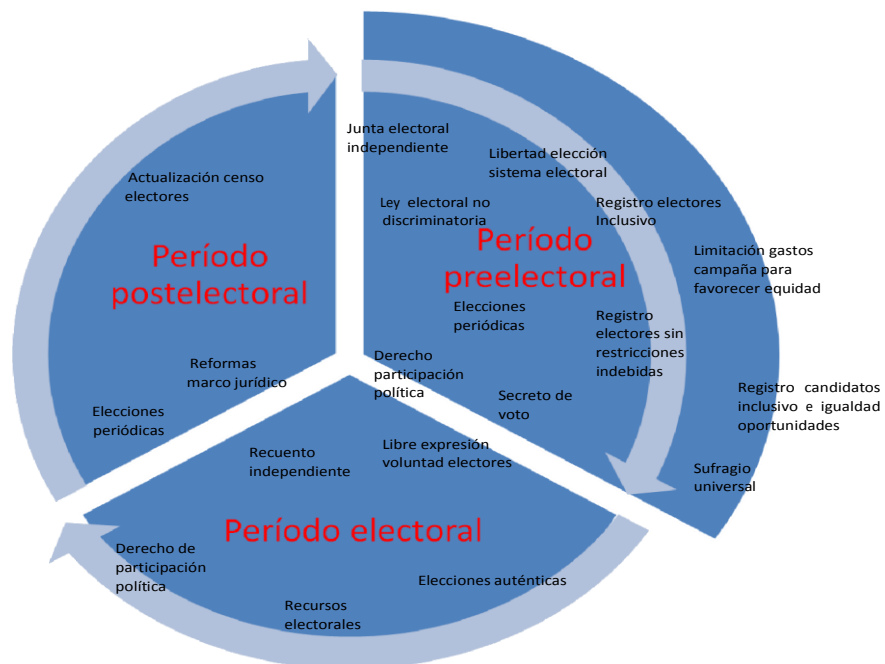 Junta electoral
independiente
Libertad elección
sistema electoral
Actualización censo
electores
Ley electoral no
discriminatoria
Registro electores
Inclusivo
Período
postelectoral
Período
preelectoral
Limitación gastos
campaña para
favorecer equidad
Elecciones
periódicas
Registro
electores sin
restricciones
indebidas
Reformas
marco jurídico
Derecho
participación
política
Secreto de
voto
Registro candidatos
inclusivo e igualdad
oportunidades
Elecciones
periódicas
Recuento
independiente
Libre expresión
voluntad electores
Sufragio
universal
Período electoral
Derecho de
participación
política
Elecciones auténticas
Recursos
electorales